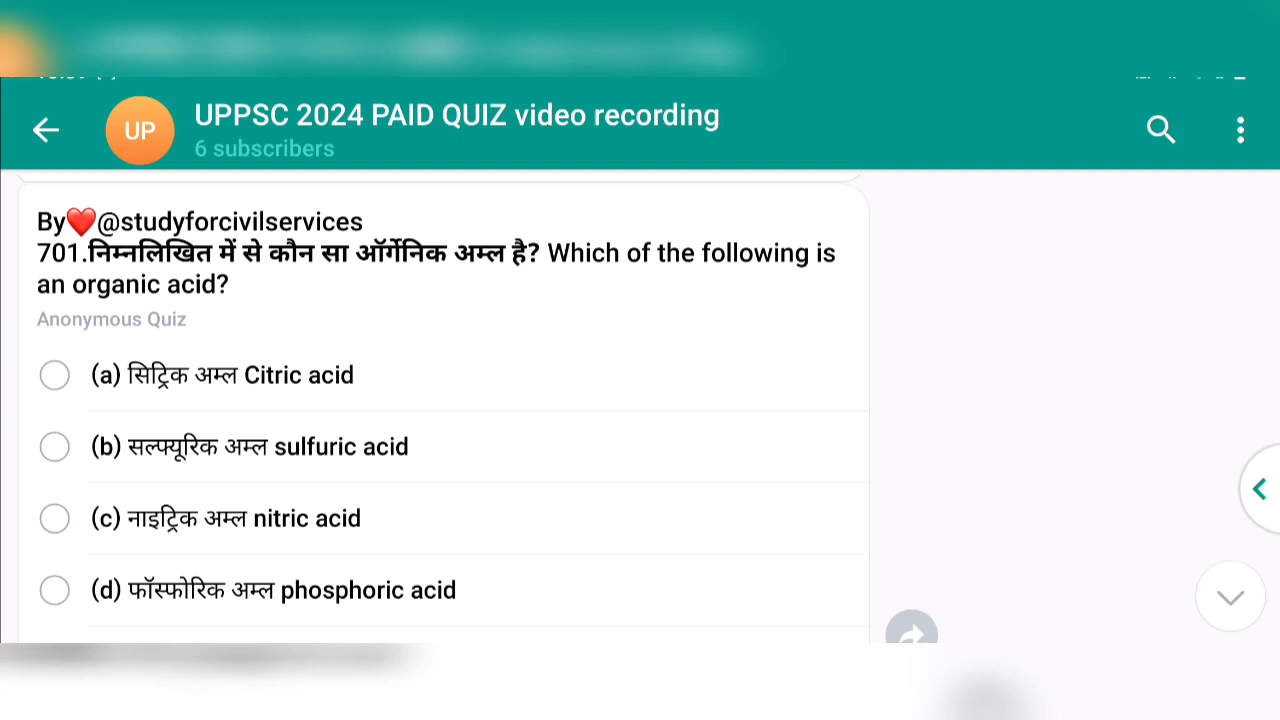 UP
UPPSC 2024 PAID QUIZ video recording
6 subscribers
By❤️@studyforcivilservices
701.निम्नलिखित में से कौन सा ऑर्गेनिक अम्ल है? Which of the following is
an organic acid?
Anonymous Quiz
(a) सिट्रिक अम्ल Citric acid
(b) सल्फ्यूरिक अम्ल sulfuric acid
(c) नाइट्रिक अम्ल nitric acid
(d) फॉस्फोरिक अम्ल phosphoric acid